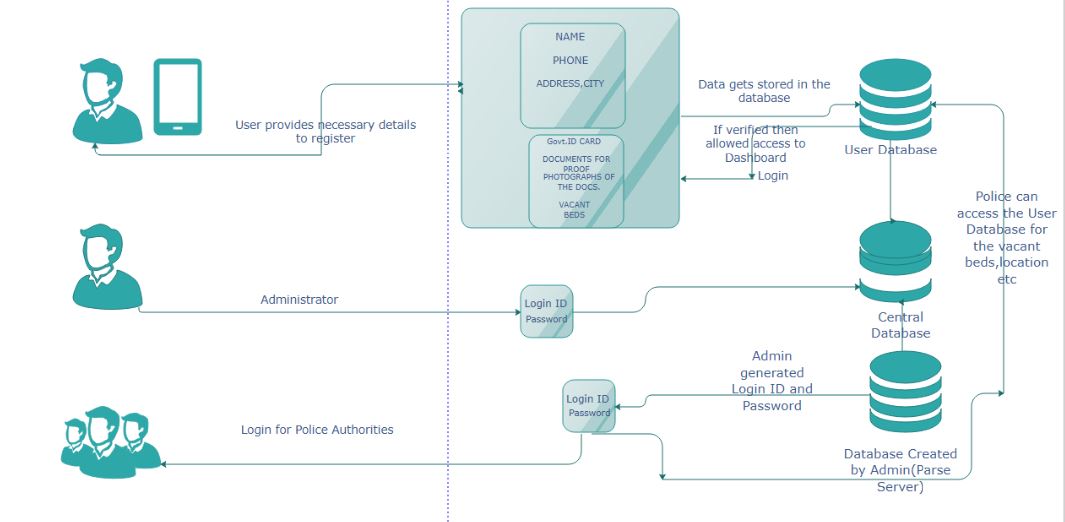 NAME
PHONE
ADDRESS,CITY
Govt.ID CARD
DOCUMENTS FOR
PROOF
PHOTOGRAPHS OF
THE DOCS.
VACANT
BEDS
User provides necessary details
to register
Data gets stored in the
database
If verified then
allowed access to
Dashboard
Login
User Database
Police can
access the User
Database for
the vacant
beds,location
etc
Administrator
Login ID
Password
Central
Database
Admin
generated
Login ID and
Password
Login ID
Password
Login for Police Authorities
Database Created
by Admin(Parse
Server)